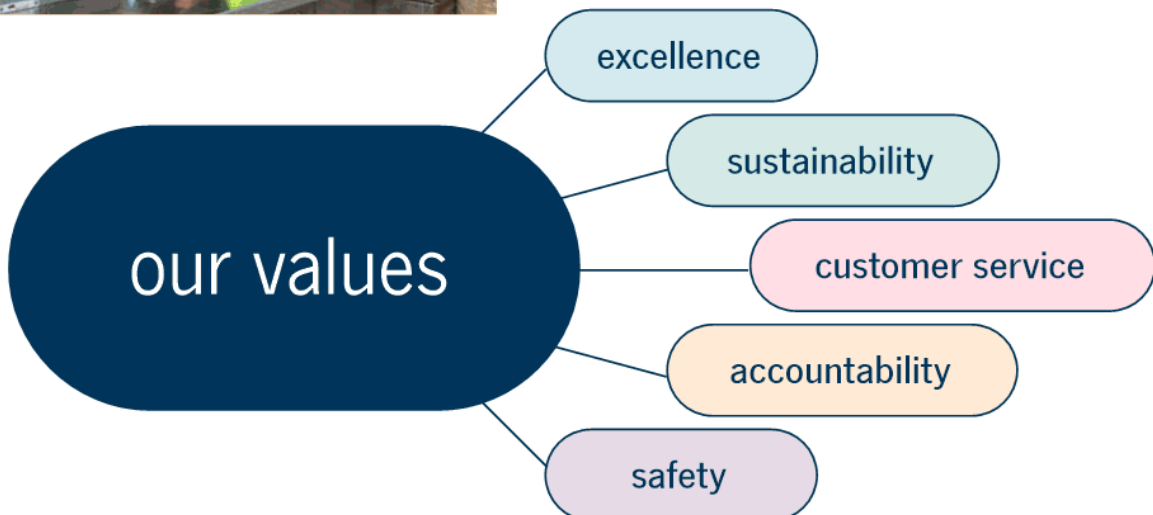 excellence
sustainability
our values
customer service
accountability
safety